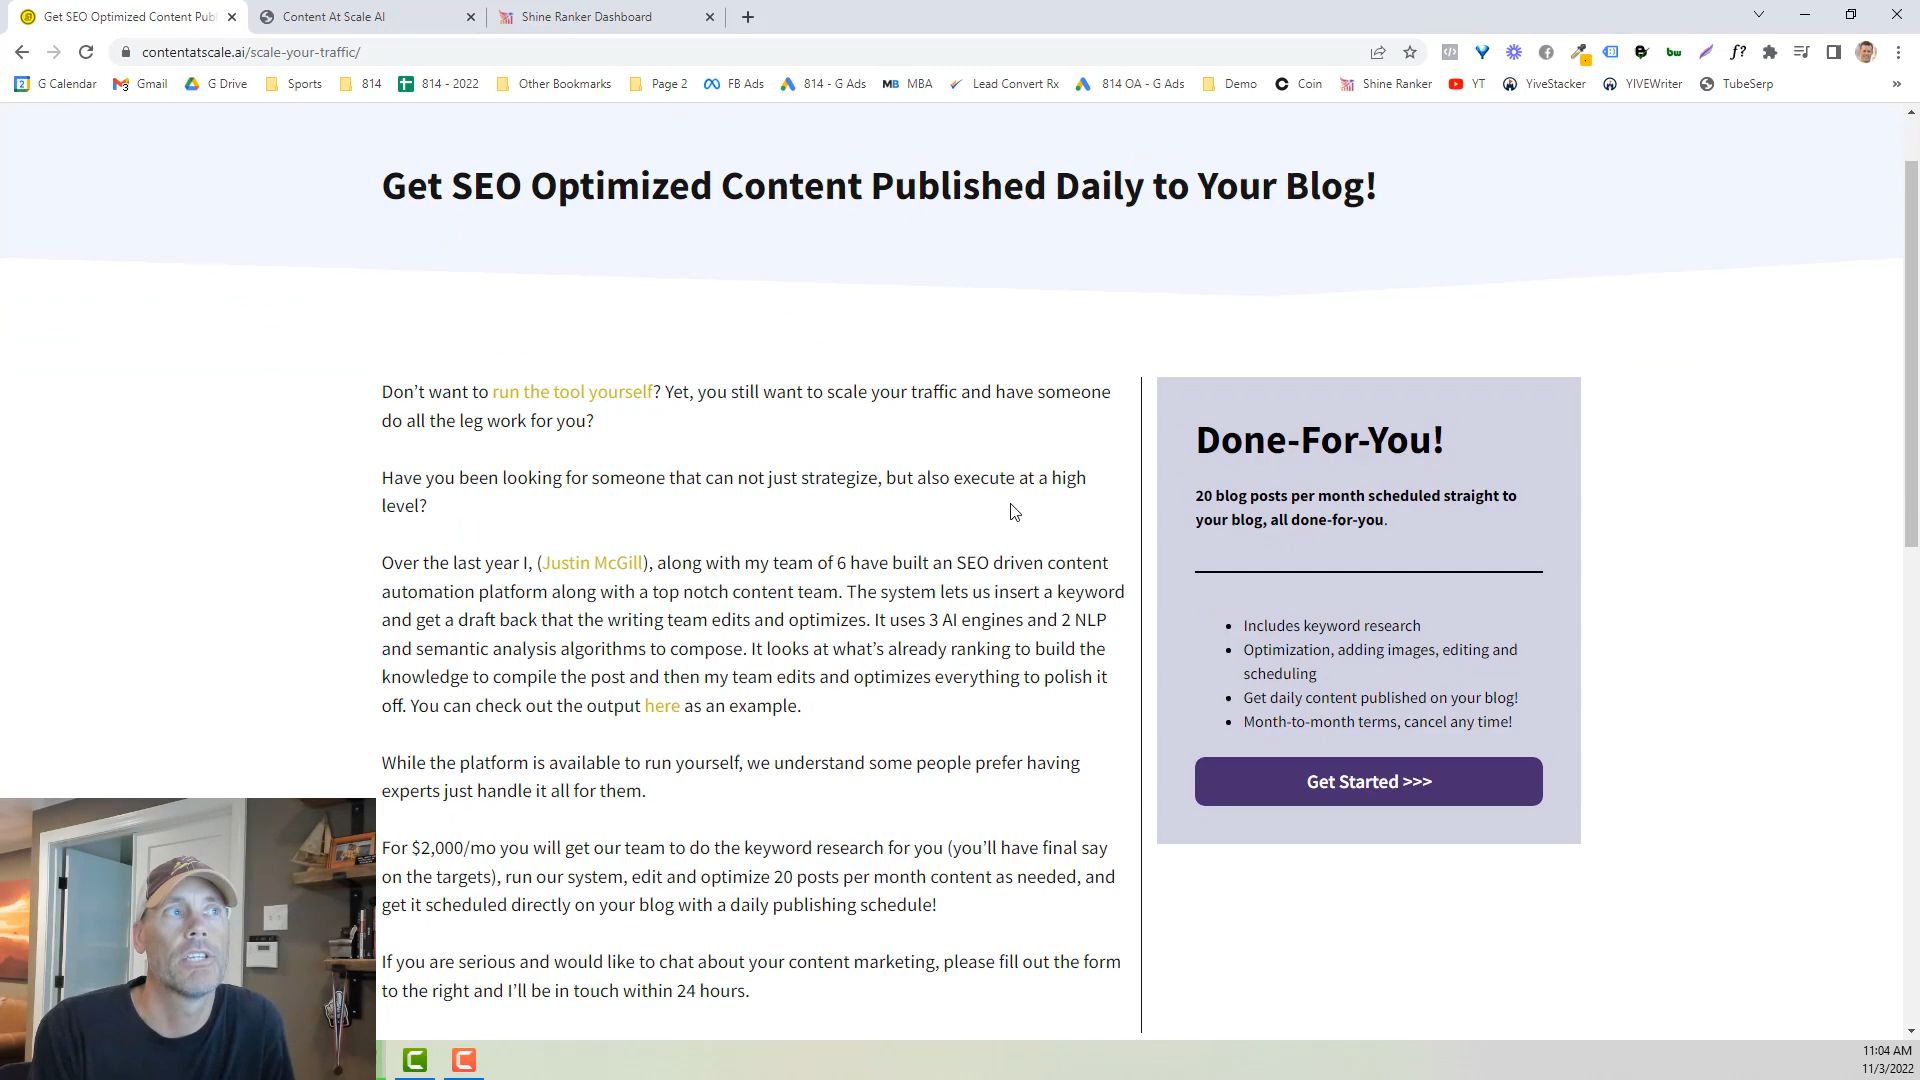 Get SEO Optimized Content Publ
Content At Scale AI
Shine Ranker Dashboard
contentatscale.ai/scale-your-traffic/
G Calendar
Gmail
G Drive
Sports
814
814 - 2022
Other Bookmarks
Page 2
FB Ads
814 - G Ads
MB MBA
Lead Convert Rx
814 OA - G Ads
Demo
Coin
Shine Ranker
YT
YiveStacker
YIVEWriter
TubeSerp
Get SEO Optimized Content Published Daily to Your Blog!
Don’t want to run the tool yourself? Yet, you still want to scale your traffic and have someone
do all the leg work for you?
Have you been looking for someone that can not just strategize, but also execute at a high
level?
Over the last year I, (Justin McGill), along with my team of 6 have built an SEO driven content
automation platform along with a top notch content team. The system lets us insert a keyword
and get a draft back that the writing team edits and optimizes. It uses 3 AI engines and 2 NLP
and semantic analysis algorithms to compose. It looks at what’s already ranking to build the
knowledge to compile the post and then my team edits and optimizes everything to polish it
off. You can check out the output here as an example.
While the platform is available to run yourself, we understand some people prefer having
experts just handle it all for them.
For $2,000/mo you will get our team to do the keyword research for you (you’ll have final say
on the targets), run our system, edit and optimize 20 posts per month content as needed, and
get it scheduled directly on your blog with a daily publishing schedule!
If you are serious and would like to chat about your content marketing, please fill out the form
to the right and I’ll be in touch within 24 hours.
Done-For-You!
20 blog posts per month scheduled straight to
your blog, all done-for-you.
Includes keyword research
Optimization, adding images, editing and
scheduling
Get daily content published on your blog!
Month-to-month terms, cancel any time!
Get Started >>>
11:04 AM
11/3/2022